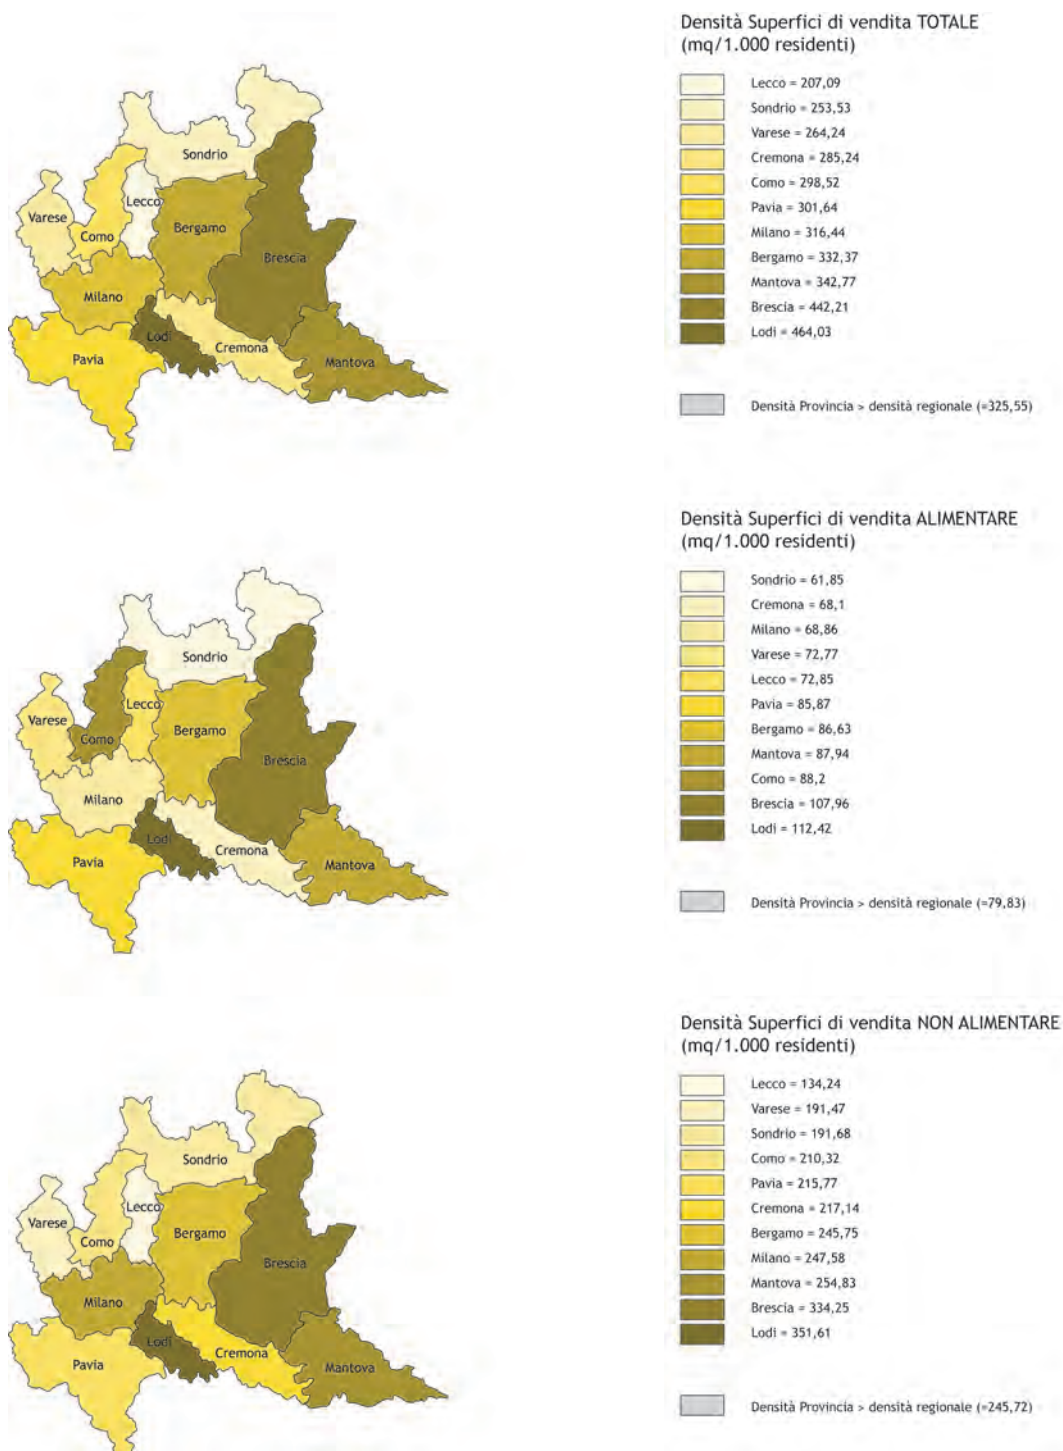 Densità Superfici di vendita TOTALE
(mq/1.000 residenti)
Lecco = 207,09
Sondrio = 253,53
Varese = 264,24
Cremona = 285,24
Como = 298,52
Pavia = 301,64
Milano = 316,44
Bergamo = 332,37
Mantova = 342,77
Brescia = 442,21
Lodi = 464,03
Densità Provincia > densità regionale (=325,55)
Sondrio
Lecco
Varese
Como
Bergamo
Brescia
Milano
Lodi
Cremona
Pavia
Mantova
Densità Superfici di vendita ALIMENTARE
(mq/1.000 residenti)
Sondrio = 61,85
Cremona = 68,1
Milano = 68,86
Varese = 72,77
Lecco = 72,85
Pavia = 85,87
Bergamo = 86,63
Mantova = 87,94
Como = 88,2
Brescia = 107,96
Lodi = 112,42
Densità Provincia > densità regionale (=79,83)
Sondrio
Lecco
Varese
Como
Bergamo
Brescia
Milano
Lodi
Cremona
Pavia
Mantova
Densità Superfici di vendita NON ALIMENTARE
(mq/1.000 residenti)
Lecco = 134,24
Varese = 191,47
Sondrio = 191,68
Como = 210,32
Pavia = 215,77
Cremona = 217,14
Bergamo = 245,75
Milano = 247,58
Mantova = 254,83
Brescia = 334,25
Lodi = 351,61
Densità Provincia > densità regionale (=245,72)
Sondrio
Lecco
Varese
Como
Bergamo
Brescia
Milano
Lodi
Cremona
Pavia
Mantova